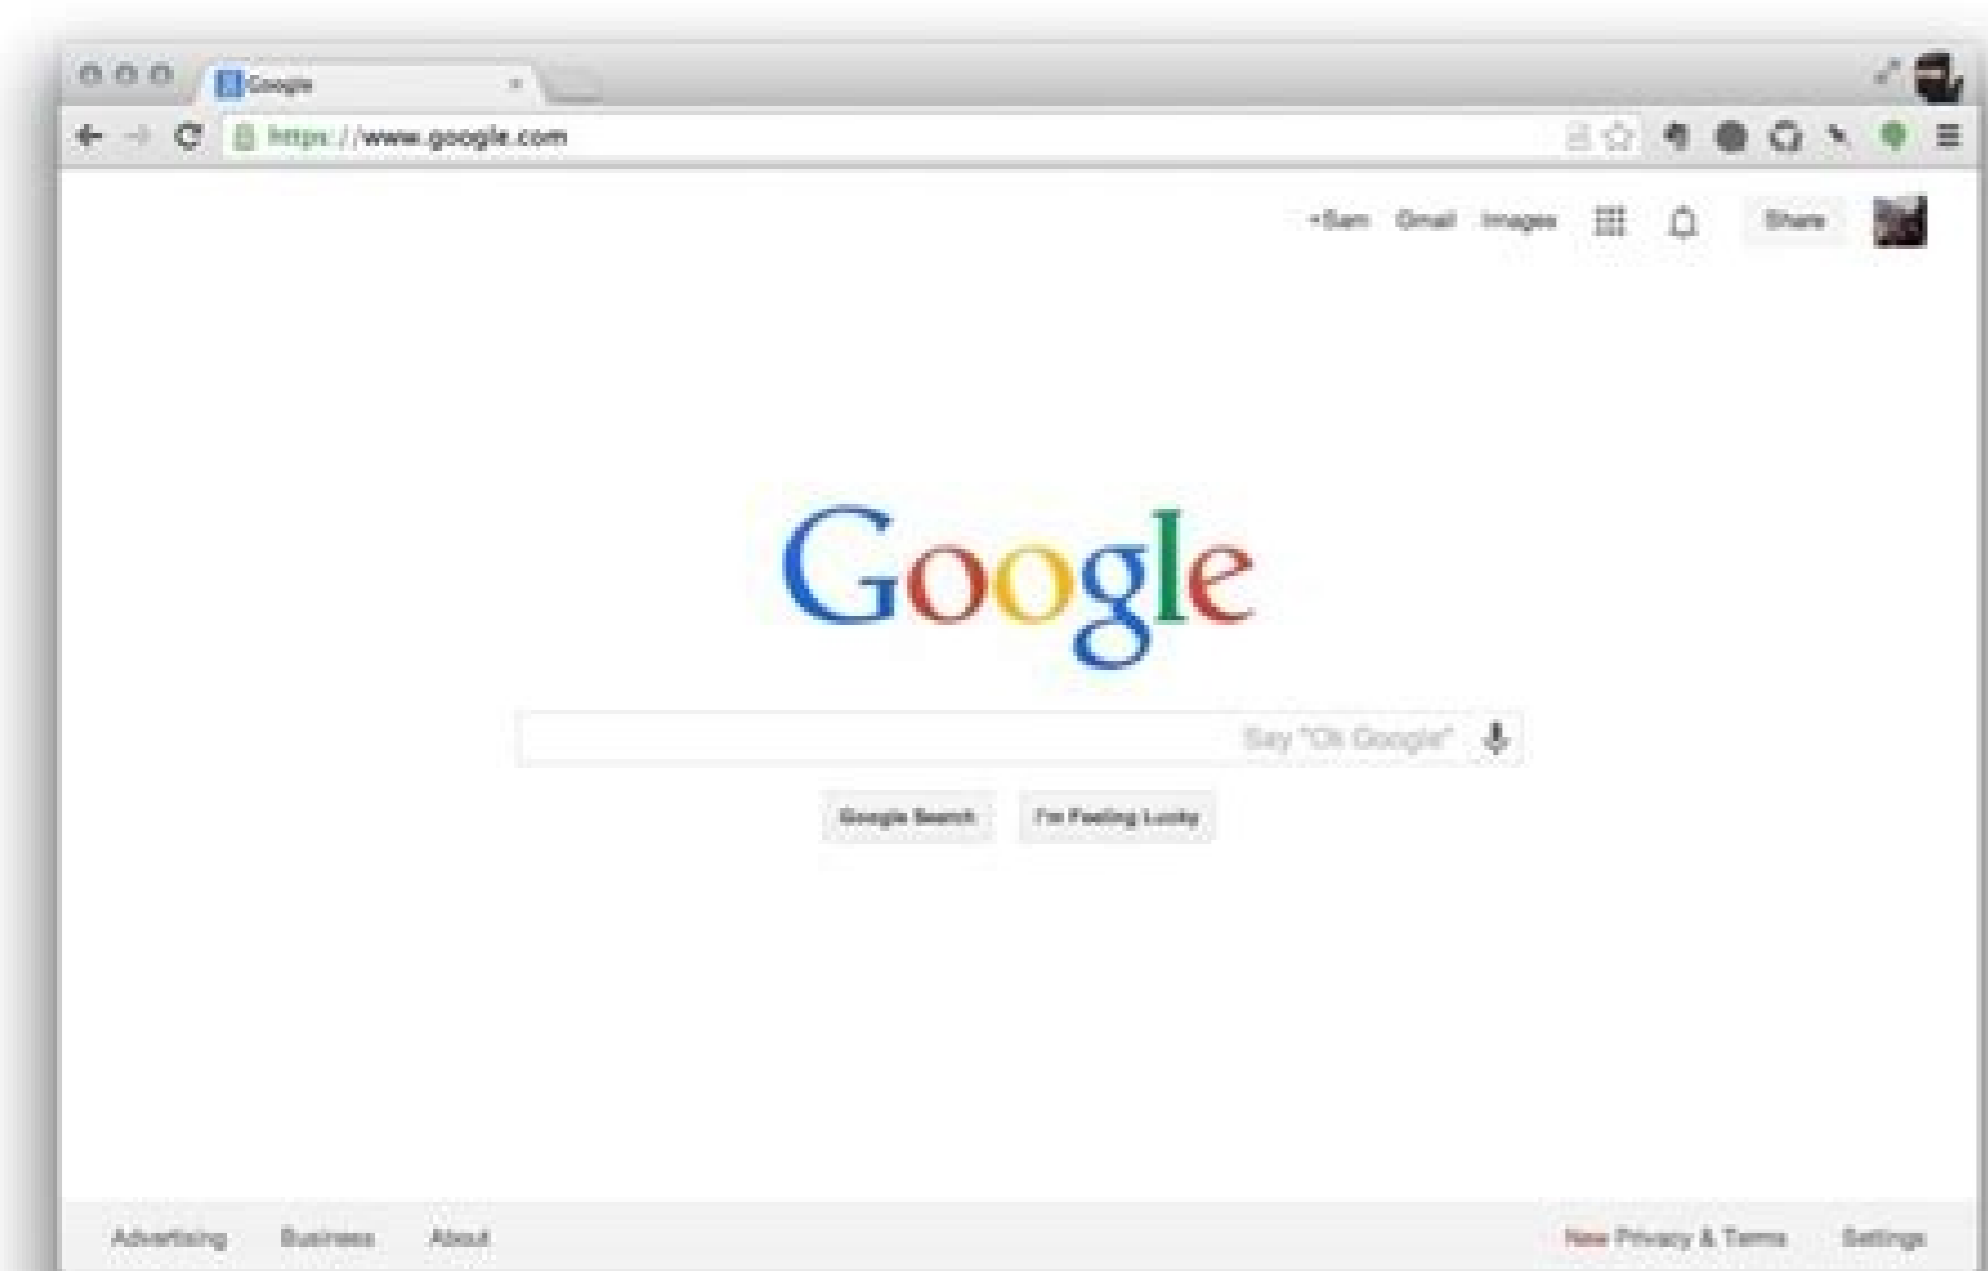 Google
https://www.google.com
+Sam Gmail Images Share
Google
Say "Ok Google"
Google Search I'm Feeling Lucky
Advertising Business About New Privacy & Terms Settings